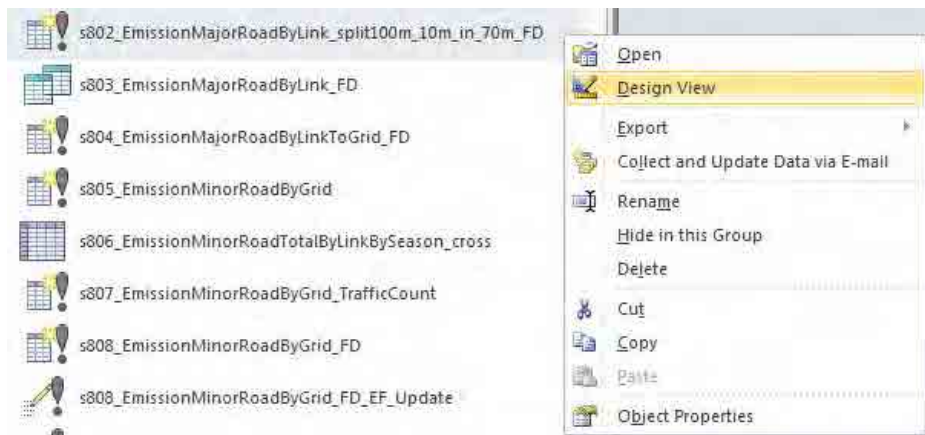 s802_EmissionMajorRoadByLink_split100m_10m_in_70m_FD
s803_EmissionMajorRoadByLink_FD
s804_EmissionMajorRoadByLinkToGrid_FD
s805_EmissionMinorRoadByGrid
s806_EmissionMinorRoadTotalByLinkBySeason_cross
s807_EmissionMinorRoadByGrid_TrafficCount
s808_EmissionMinorRoadByGrid_FD
s808_EmissionMinorRoadByGrid_FD_EF_Update
Open
Design View
Export
Collect and Update Data via E-mail
Rename
Hide in this Group
Delete
Cut
Copy
Paste
Object Properties